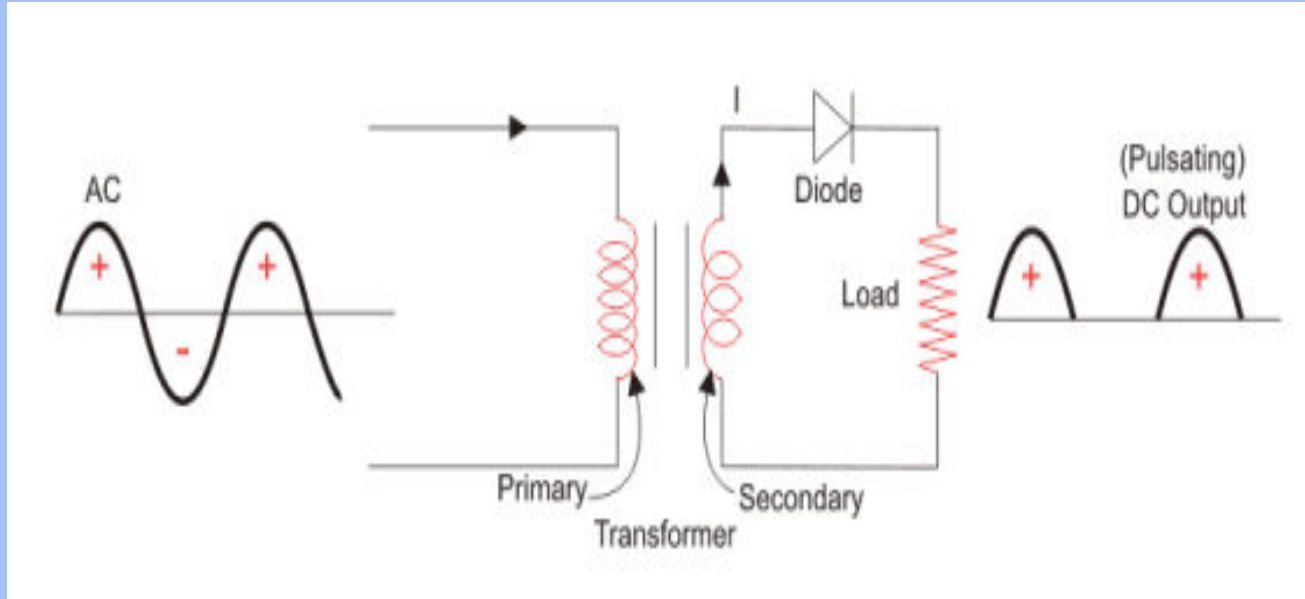 AC
+
-
+
I
Diode
Load
Primary
Secondary
Transformer
(Pulsating)
DC Output
+
+